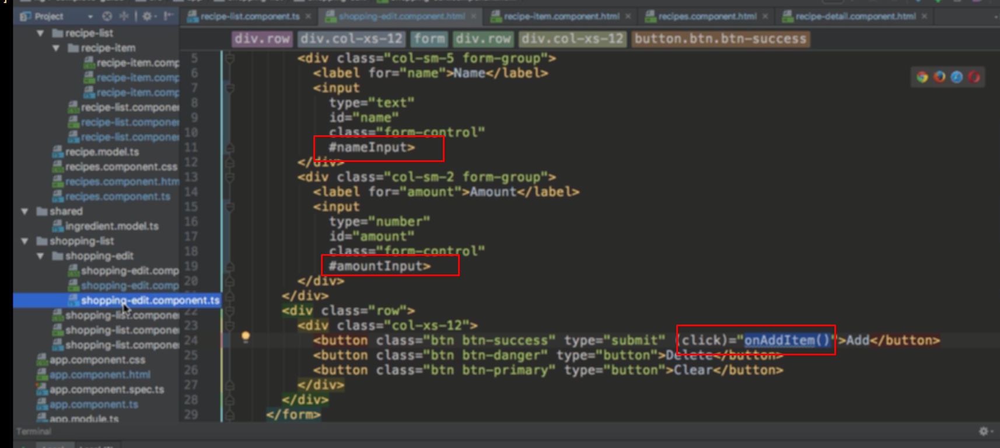 Project
recipe-list.component.ts
shopping-edit.component.html
recipe-item.component.html
recipes.component.html
recipe-detail.component.html
div.row div.col-xs-12 form div.row div.col-xs-12 button.btn.btn-success
recipe-list
recipe-item
recipe-item.comp
recipe-item.comp
recipe-item.comp
recipe-list.componer
recipe-list.componer
recipe-list.componer
recipe.model.ts
recipes.component.css
recipes.component.htm
recipes.component.ts
shared
ingredient.model.ts
shopping-list
shopping-edit
shopping-edit.comp
shopping-edit.comp
shopping-edit.component.ts
shopping-list.componer
shopping-list.componer
shopping-list.componer
app.component.css
app.component.html
app.component.spec.ts
app.component.ts
app.module.ts
5 <div class="col-sm-5 form-group">
6 <label for="name">Name</label>
7 <input
8 type="text"
9 id="name"
10 class="form-control"
11 #nameInput>
12 </div>
13 <div class="col-sm-2 form-group">
14 <label for="amount">Amount</label>
15 <input
16 type="number"
17 id="amount"
18 class="form-control"
19 #amountInput>
20 </div>
</div>
22 <div class="row">
23 <div class="col-xs-12">
24 <button class="btn btn-success" type="submit" (click)="onAddItem()">Add</button>
25 <button class="btn btn-danger" type="button">Delete</button>
26 <button class="btn btn-primary" type="button">Clear</button>
27 </div>
28 </div>
29 </form>
Terminal